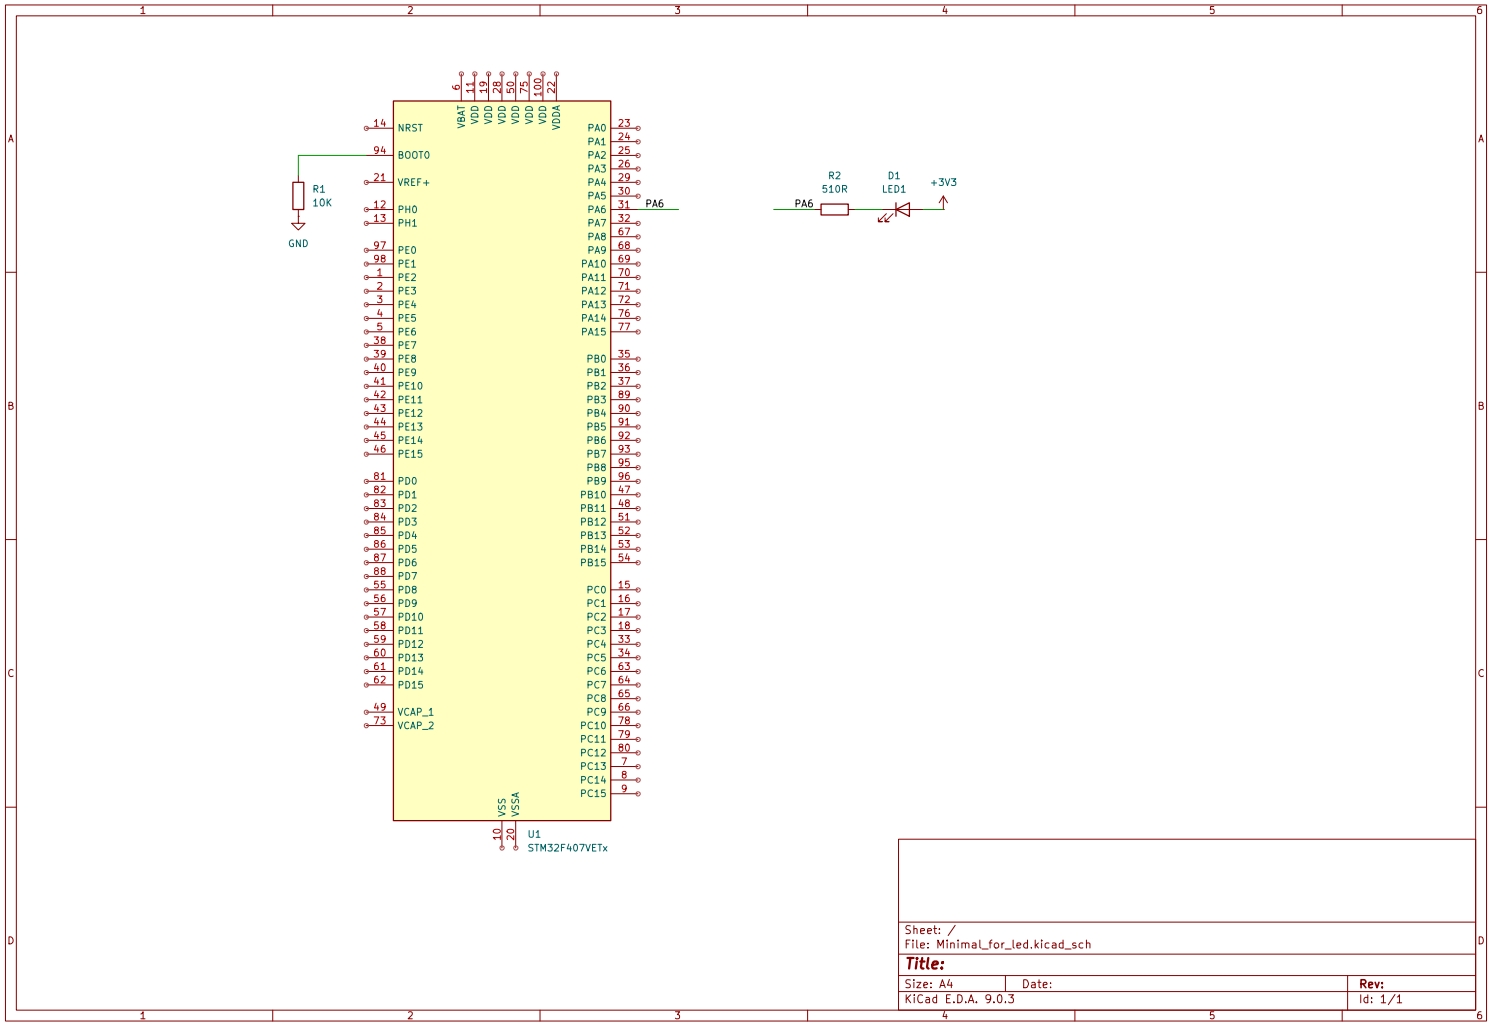 1 2 3 4 5 6
A
B
C
D
A
B
C
D
6 VBAT
11 VDD
19 VDD
28 VDD
50 VDD
75 VDD
100 VDD
22 VDDA
14 NRST
94 BOOT0
21 VREF+
12 PH0
13 PH1
97 PE0
98 PE1
1 PE2
2 PE3
3 PE4
4 PE5
5 PE6
38 PE7
39 PE8
40 PE9
41 PE10
42 PE11
43 PE12
44 PE13
45 PE14
46 PE15
81 PD0
82 PD1
83 PD2
84 PD3
85 PD4
86 PD5
87 PD6
88 PD7
55 PD8
56 PD9
57 PD10
58 PD11
59 PD12
60 PD13
61 PD14
62 PD15
49 VCAP_1
73 VCAP_2
PA0 23
PA1 24
PA2 25
PA3 26
PA4 29
PA5 30
PA6 31
PA7 32
PA8 67
PA9 68
PA10 69
PA11 70
PA12 71
PA13 72
PA14 76
PA15 77
PB0 35
PB1 36
PB2 37
PB3 89
PB4 90
PB5 91
PB6 92
PB7 93
PB8 95
PB9 96
PB10 47
PB11 48
PB12 51
PB13 52
PB14 53
PB15 54
PC0 15
PC1 16
PC2 17
PC3 18
PC4 33
PC5 34
PC6 63
PC7 64
PC8 65
PC9 66
PC10 78
PC11 79
PC12 80
PC13 7
PC14 8
PC15 9
VSS 10
VSSA 20
U1
STM32F407VETx
R1
10K
GND
PA6
PA6
R2
510R
D1
LED1
+3V3
Sheet: /
File: Minimal_for_led.kicad_sch
Title:
Size: A4 Date: Rev:
KiCad E.D.A. 9.0.3 Id: 1/1
1 2 3 4 5 6